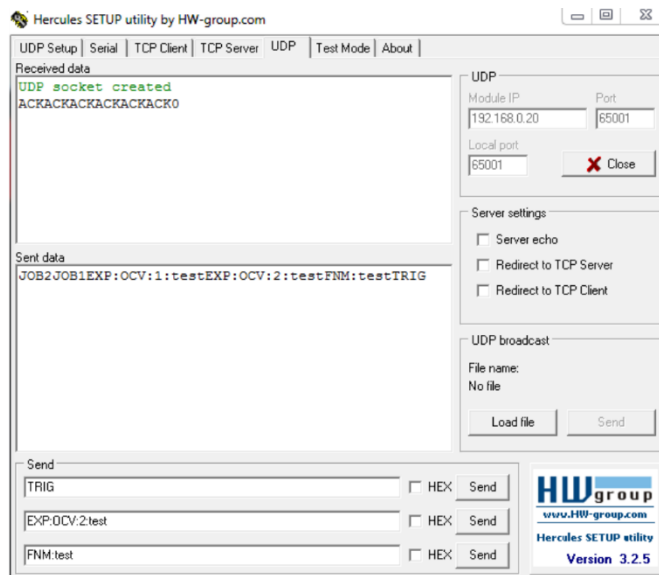 Hercules SETUP utility by HW-group.com
UDP Setup Serial TCP Client TCP Server UDP Test Mode About
Received data
UDP socket created
ACKACKACKACKACKACK0
Sent data
JOB2JOB1EXP:OCV:1:testEXP:OCV:2:testFNM:testTRIG
UDP
Module IP Port
192.168.0.20 65001
Local port
65001 Close
Server settings
Server echo
Redirect to TCP Server
Redirect to TCP Client
UDP broadcast
File name:
No file
Load file Send
Send
TRIG HEX Send
EXP:OCV:2:test HEX Send
FNM:test HEX Send
HW group
www.HW-group.com
Hercules SETUP utility
Version 3.2.5